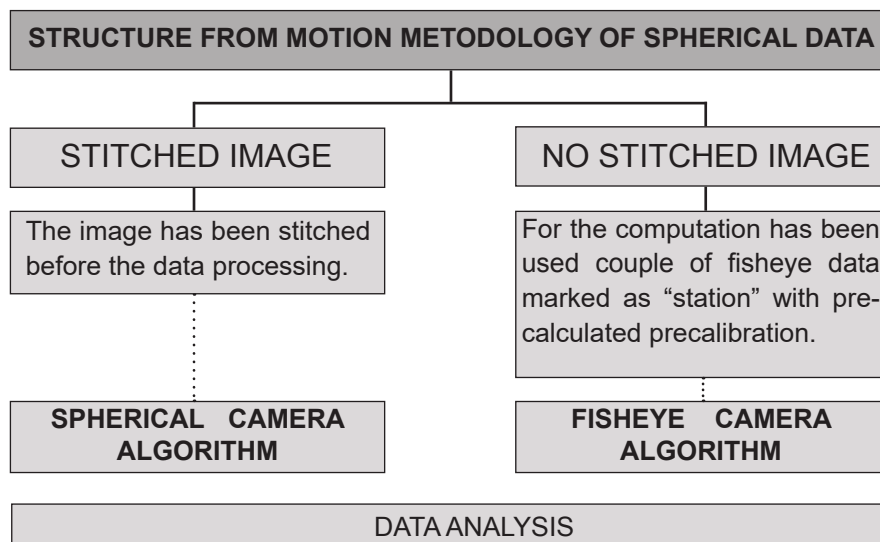 STRUCTURE FROM MOTION METODOLOGY OF SPHERICAL DATA
STITCHED IMAGE
The image has been stitched
before the data processing.
SPHERICAL CAMERA
ALGORITHM
NO STITCHED IMAGE
For the computation has been
used couple of fisheye data
marked as “station” with pre-
calculated precalibration.
FISHEYE CAMERA
ALGORITHM
DATA ANALYSIS